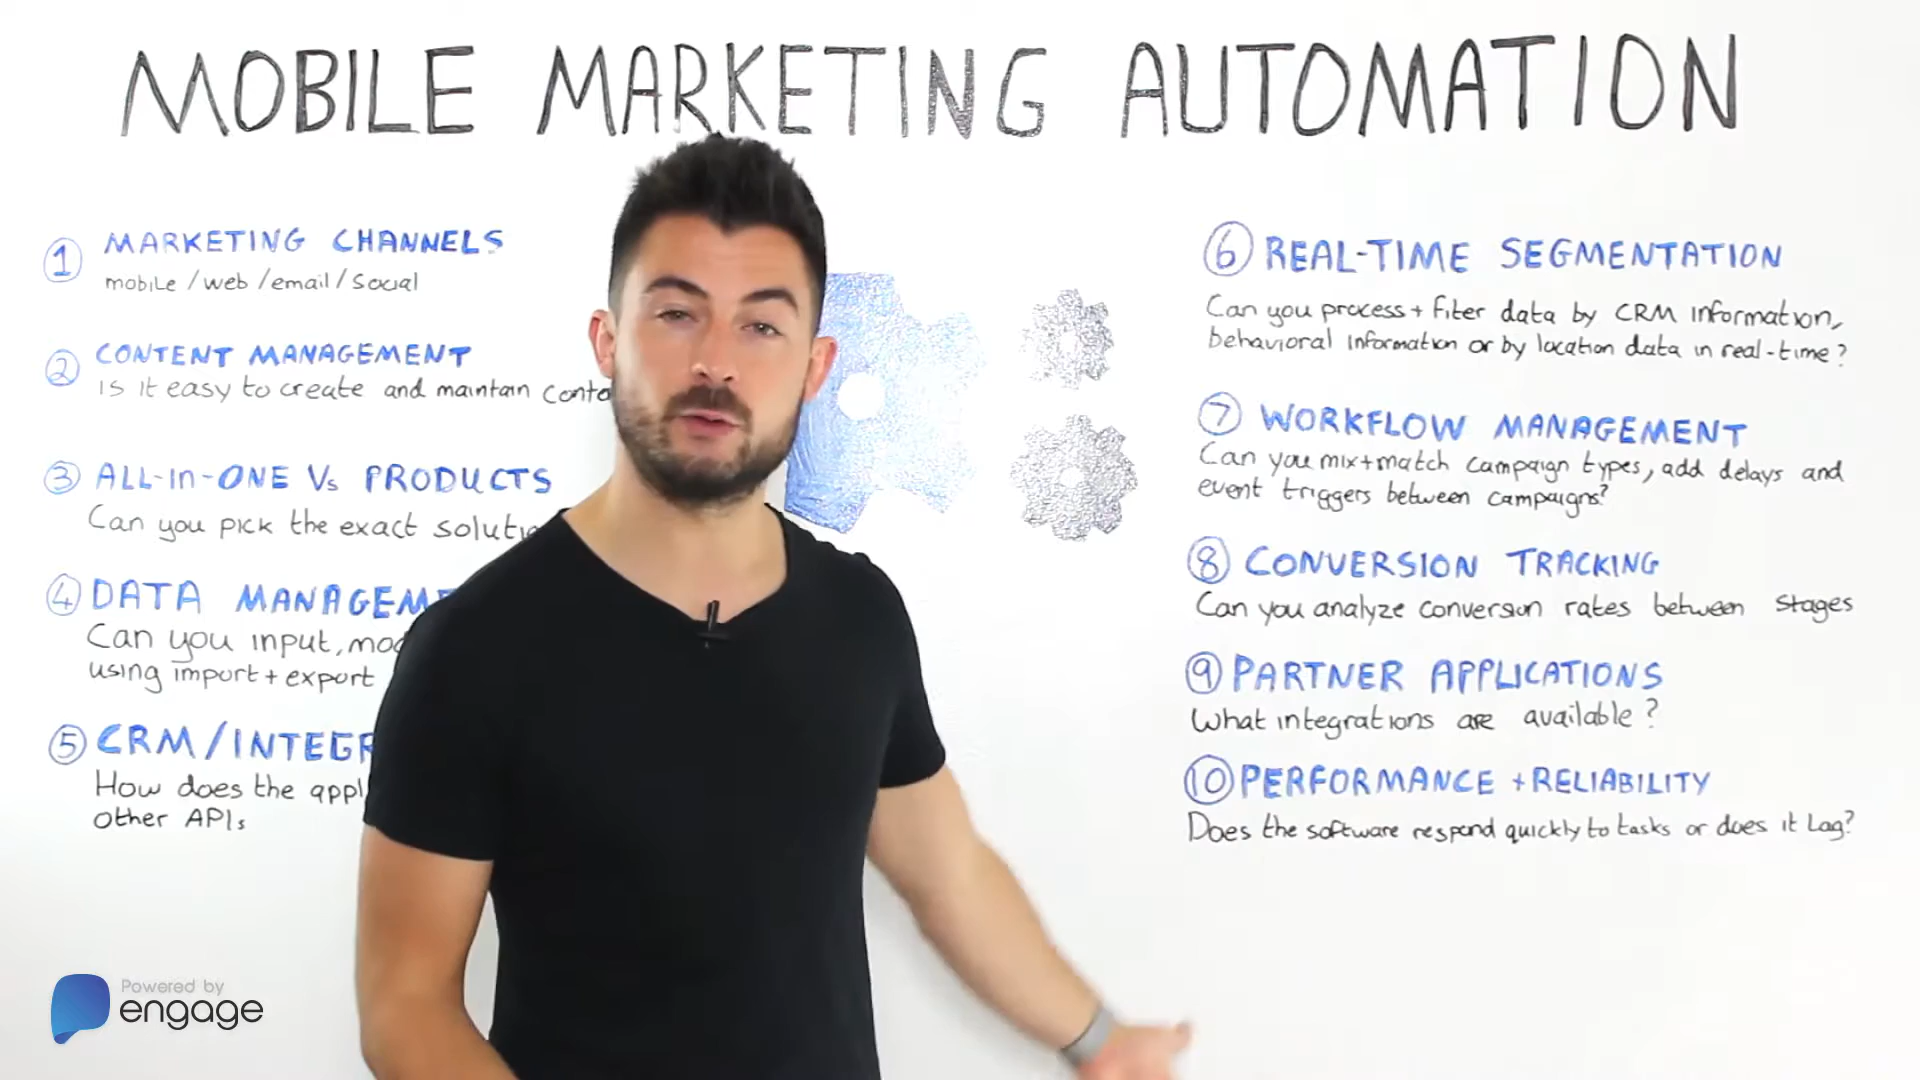 MOBILE MARKETING AUTOMATION
1 MARKETING CHANNELS
mobile/web/email/Social
2 CONTENT MANAGEMENT
Is it easy to create and maintain
3 ALL-In-ONE Vs PRODUCTS
Can you pick the exact
4 DATA
Can you input,
using import + export
5 CRM/
How does the
other APIs
6 REAL-TIME SEGMENTATION
Can you process + filter data by CRM information,
behavioral information or by location data in real-time?
7 WORKFLOW MANAGEMENT
Can you mix+match campaign types, add delays and
event triggers between campaigns?
8 CONVERSION TRACKING
Can you analyze conversion rates between stages
9 PARTNER APPLICATIONS
What integrations are available?
10 PERFORMANCE + RELIABILITY
Does the software respond quickly to tasks or does it Lag?
Powered by
engage